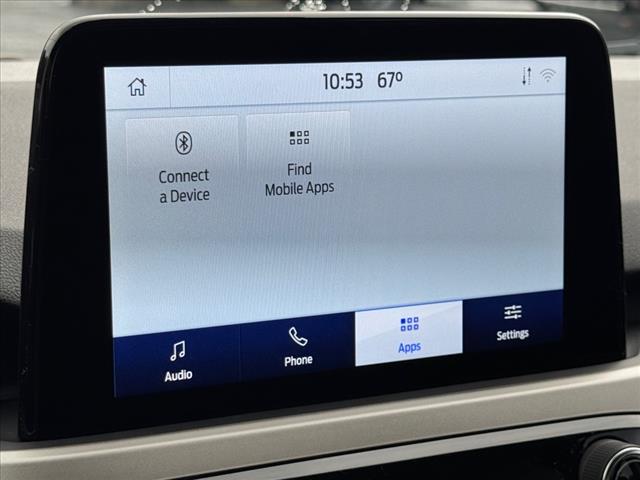 10:53 67°
Connect
a Device
Find
Mobile Apps
Audio
Phone
Apps
Settings